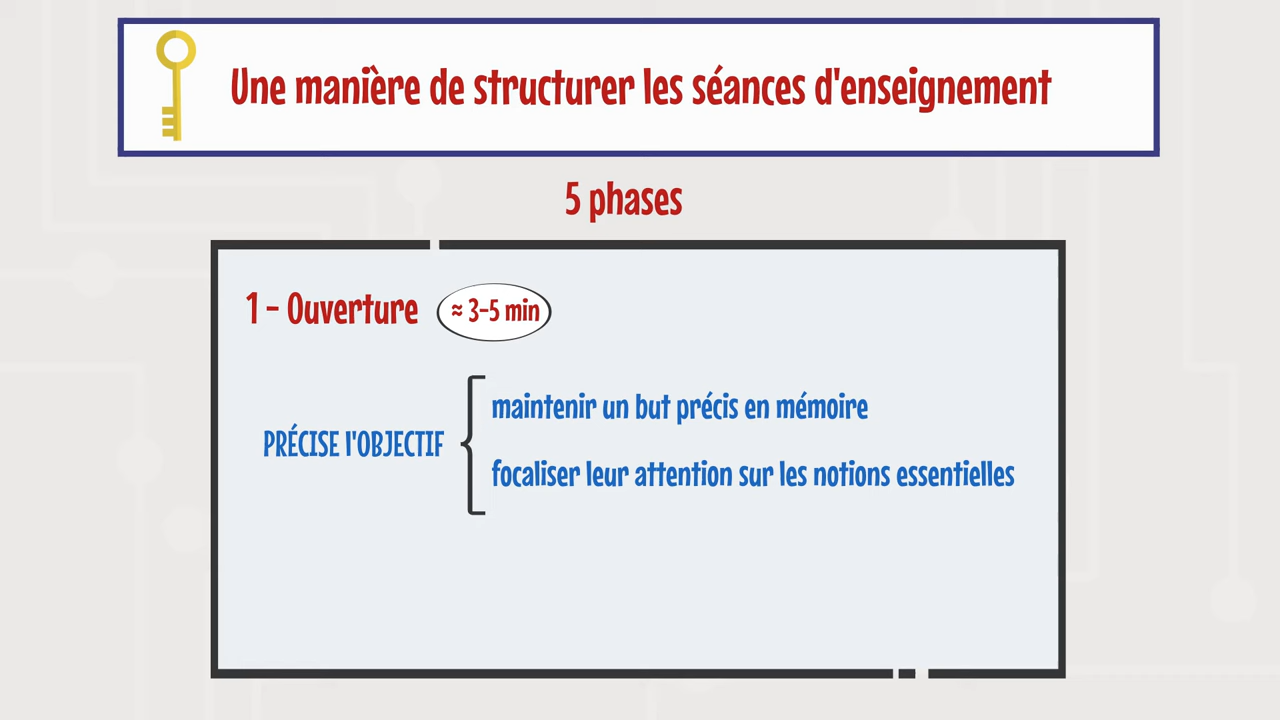 Une manière de structurer les séances d'enseignement
5 phases
1 - Ouverture ≈ 3-5 min
PRÉCISE l'OBJECTIF
maintenir un but précis en mémoire
focaliser leur attention sur les notions essentielles